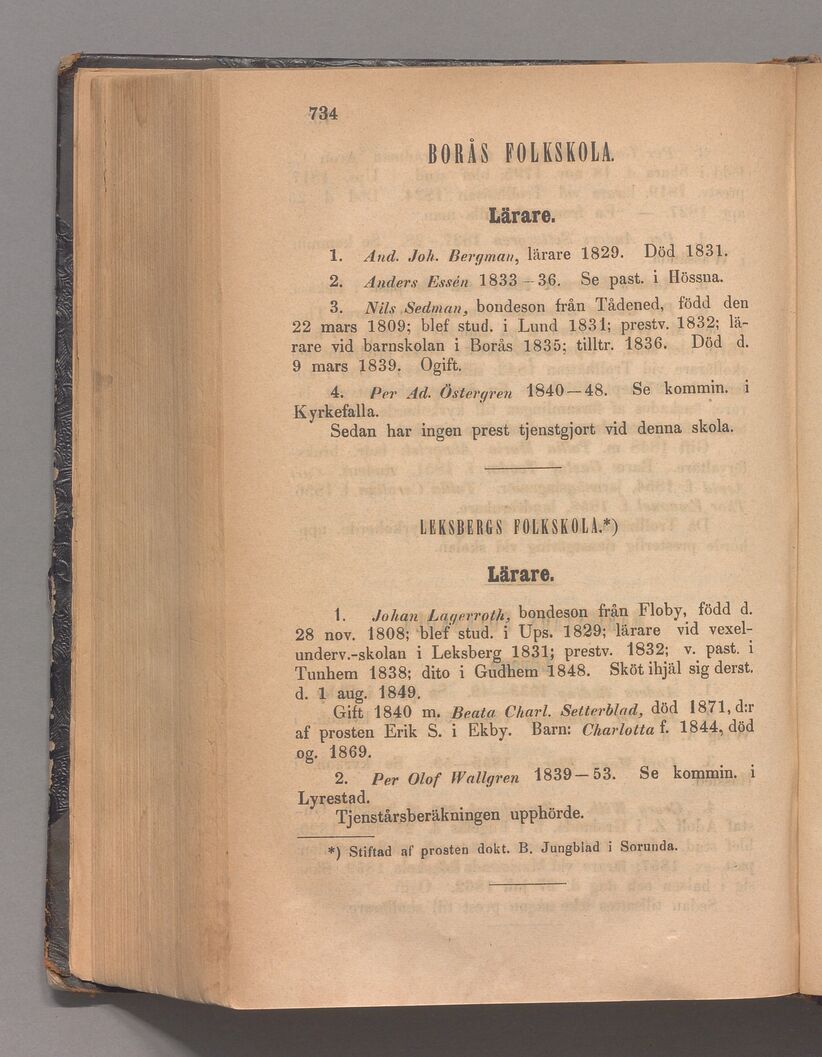 734
BORÅS FOLKSKOLA.
Lärare.
1. And. Joh. Bergman, lärare 1829. Död 1831.
2. Anders Essén 1833–36. Se past. i Hössna.
3. Nils Sedman, bondeson från Tådened, född den
22 mars 1809; blef stud. i Lund 1831; prestv. 1832; lä-
rare vid barnskolan i Borås 1835; tilltr. 1836. Död d.
9 mars 1839. Ogift.
4. Per Ad. Östergren 1840–48. Se kommin. i
Kyrkefalla.
Sedan har ingen prest tjenstgjort vid denna skola.
LEKSBERGS FOLKSKOLA.*)
Lärare.
1. Johan Lagerroth, bondeson från Floby, född d.
28 nov. 1808; blef stud. i Ups. 1829; lärare vid vexel-
underv.-skolan i Leksberg 1831; prestv. 1832; v. past. i
Tunhem 1838; dito i Gudhem 1848. Sköt ihjäl sig derst.
d. 1 aug. 1849.
Gift 1840 m. Beata Charl. Setterblad, död 1871, d:r
af prosten Erik S. i Ekby. Barn: Charlotta f. 1844, död
og. 1869.
2. Per Olof Wallgren 1839–53. Se kommin. i
Lyrestad.
Tjenstårsberäkningen upphörde.
*) Stiftad af prosten dokt. B. Jungblad i Sorunda.